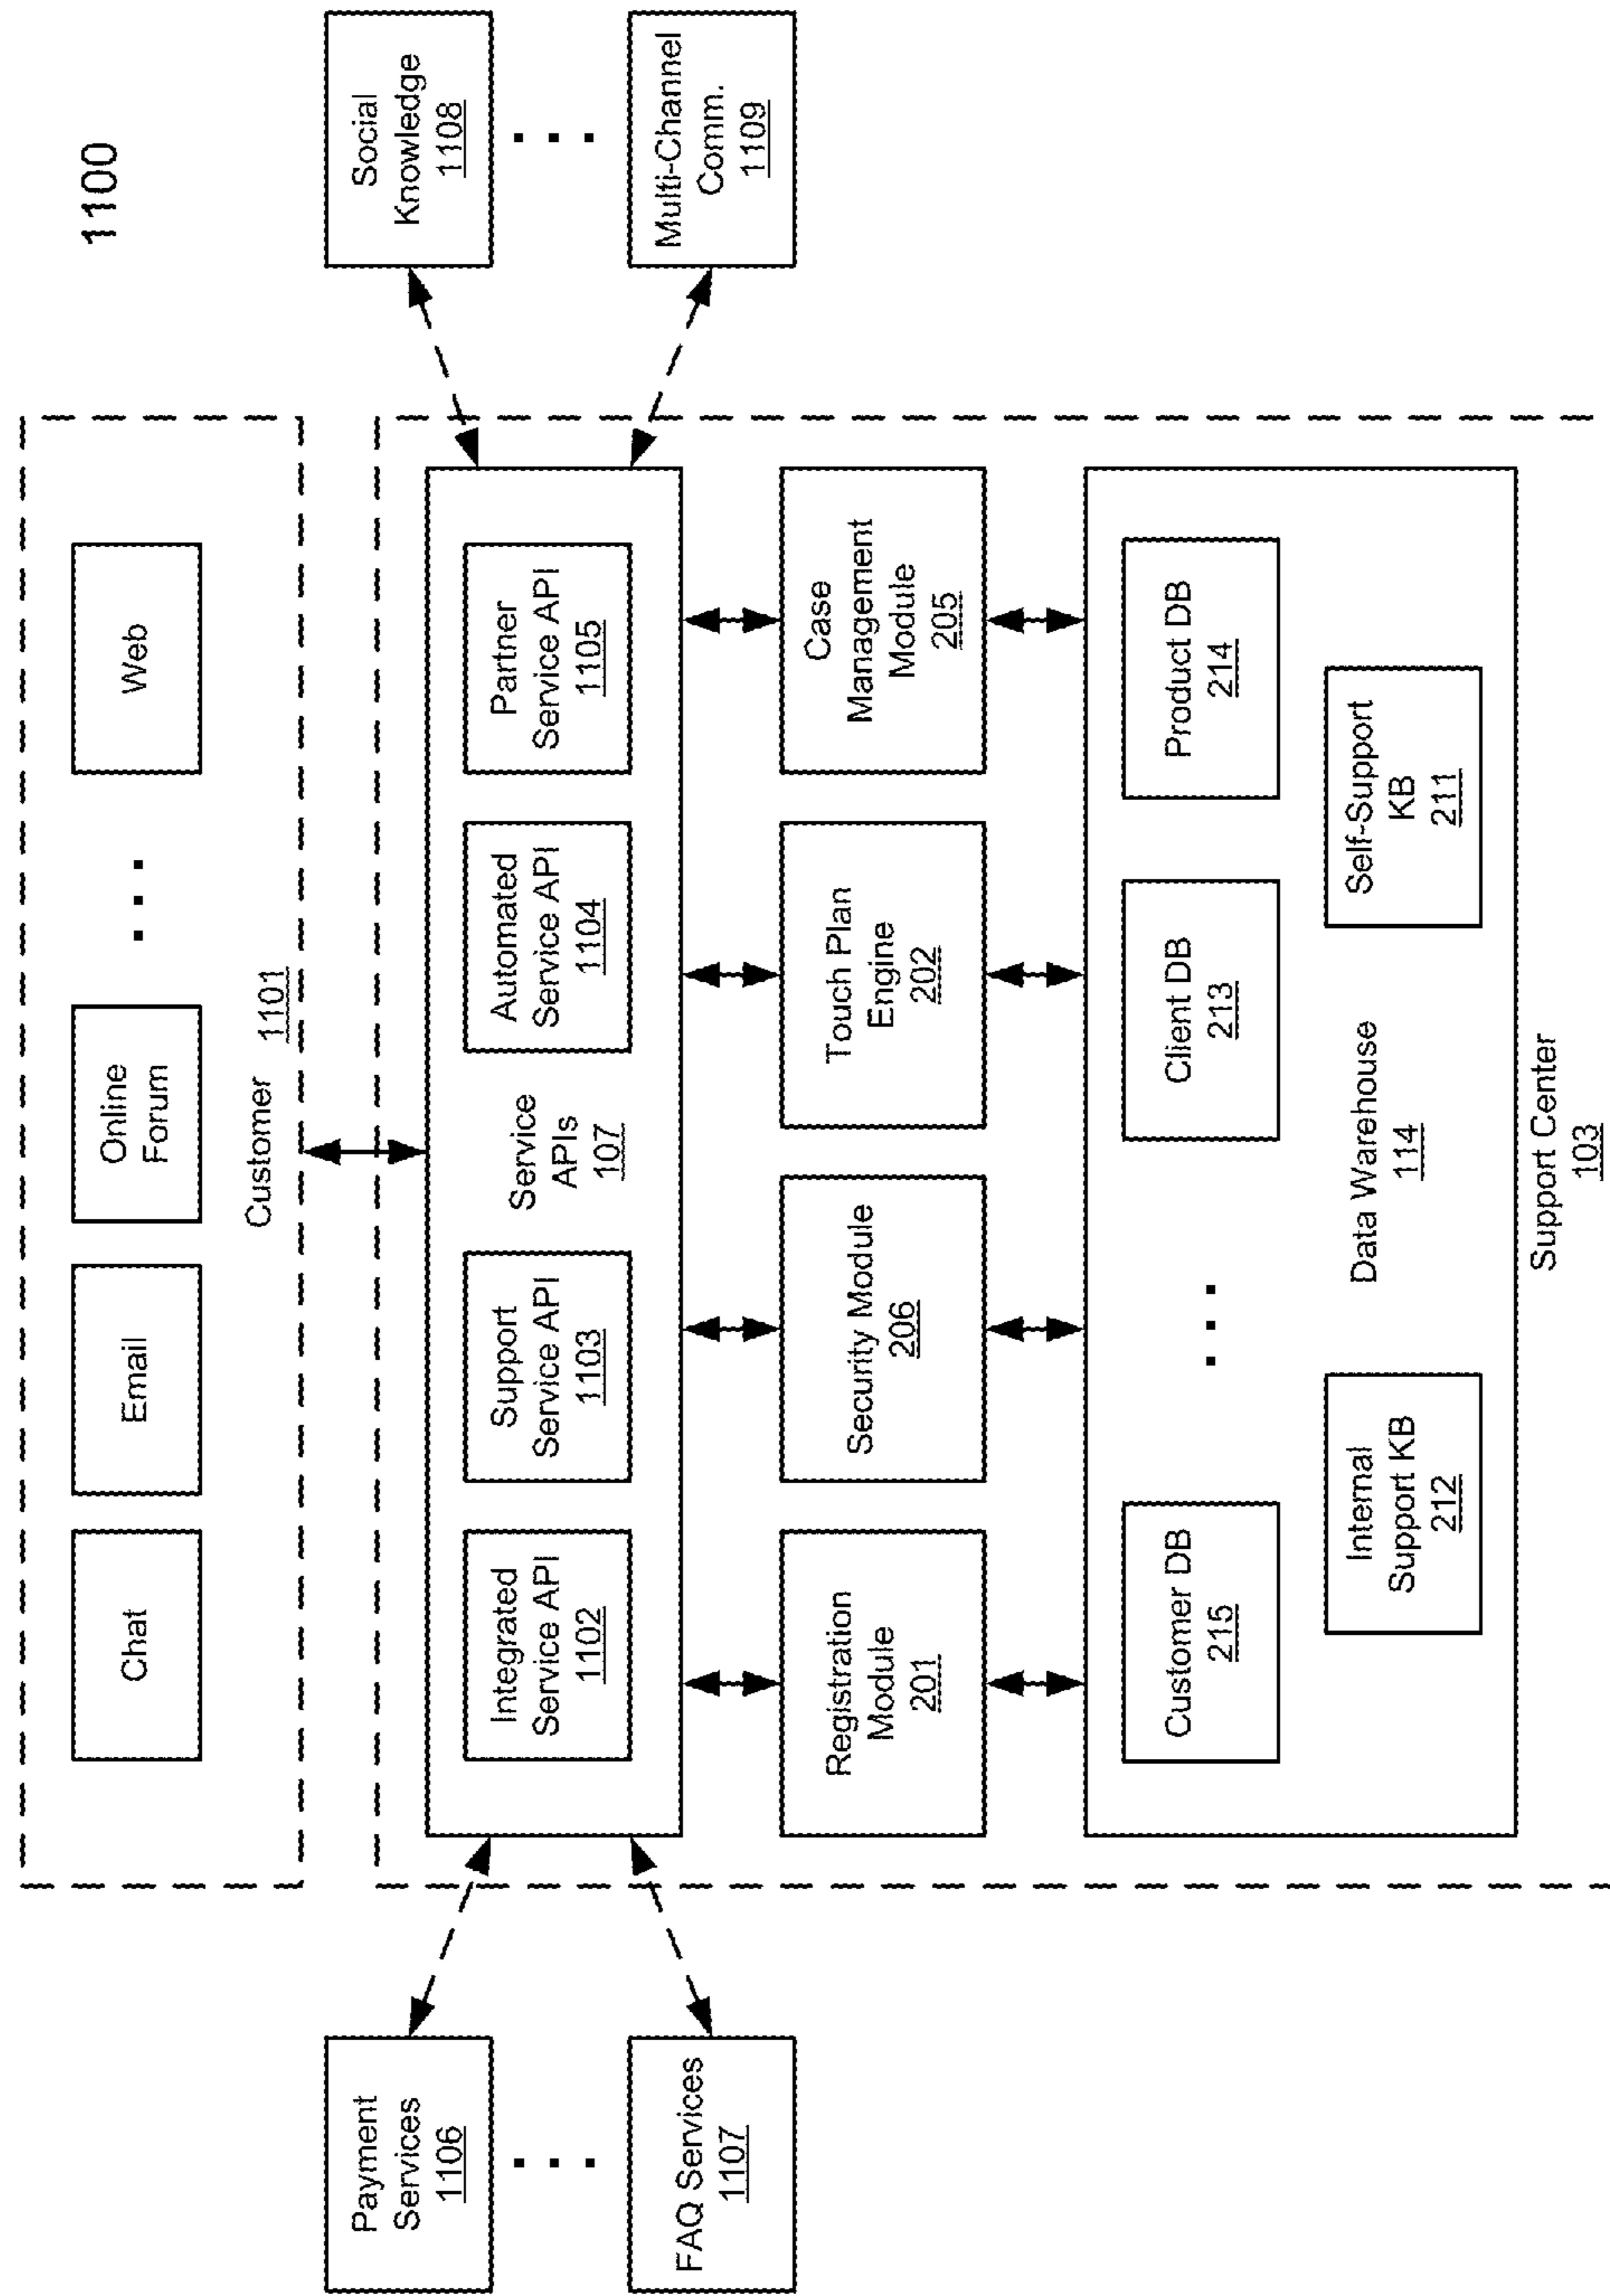 1100
Chat
Email
Online
Forum
Web
Customer
1101
Payment
Services
1106
FAQ Services
1107
Integrated
Service API
1102
Support
Service API
1103
Service
APIs
107
Automated
Service API
1104
Partner
Service API
1105
Social
Knowledge
1108
Multi-Channel
Comm.
1109
Registration
Module
201
Security Module
206
Touch Plan
Engine
202
Case
Management
Module
205
Customer DB
215
Client DB
213
Product DB
214
Internal
Support KB
212
Data Warehouse
114
Self-Support
KB
211
Support Center
103